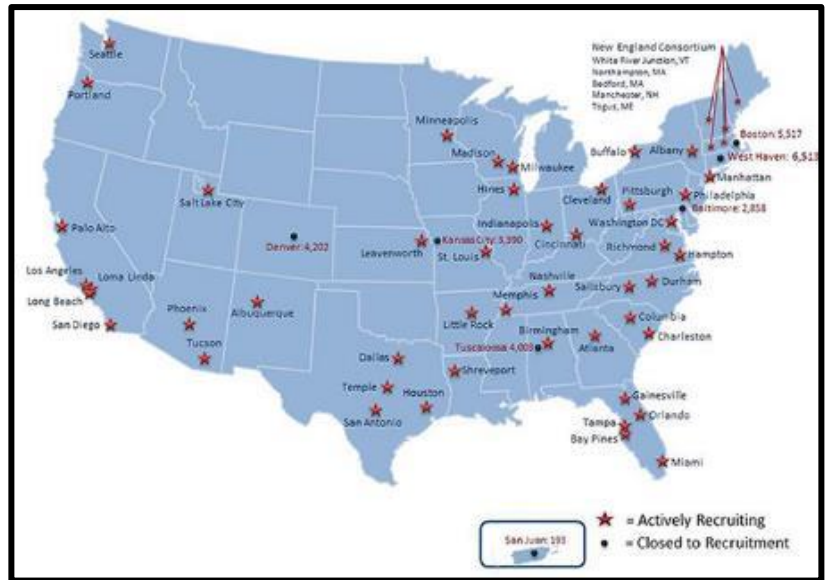 New England Consortium
White River Junction, VT
Northampton, MA
Bedford, MA
Manchester, NH
Togus, ME
Seattle
Portland
Minneapolis
Madison
Milwaukee
Buffalo
Albany
Boston: 5,517
West Haven: 6,513
Manhattan
Hines
Cleveland
Pittsburgh
Philadelphia
Baltimore: 2,858
Salt Lake City
Palo Alto
Denver: 4,202
Leavenworth
Kansas City: 3,390
St. Louis
Indianapolis
Cincinnati
Washington DC
Richmond
Hampton
Los Angeles
Loma Linda
Long Beach
San Diego
Phoenix
Tucson
Albuquerque
Nashville
Memphis
Salisbury
Durham
Little Rock
Birmingham
Columbia
Tuscaloosa: 4,003
Atlanta
Charleston
Dallas
Shreveport
Temple
Houston
San Antonio
Gainesville
Orlando
Tampa
Bay Pines
Miami
San Juan: 193
= Actively Recruiting
= Closed to Recruitment